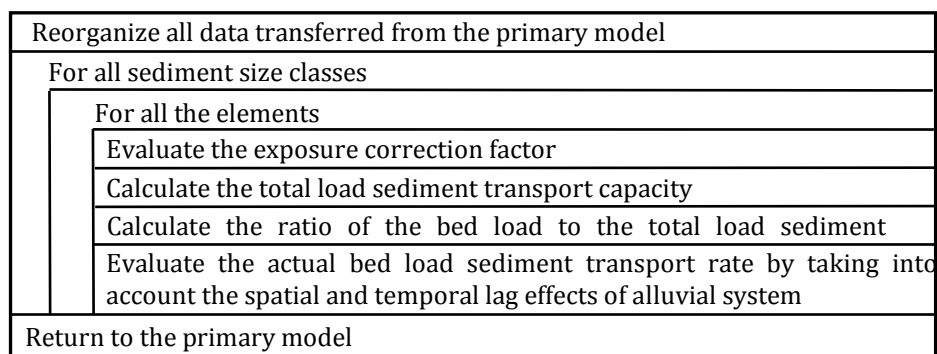 Reorganize all data transferred from the primary model
For all sediment size classes
For all the elements
Evaluate the exposure correction factor
Calculate the total load sediment transport capacity
Calculate the ratio of the bed load to the total load sediment
Evaluate the actual bed load sediment transport rate by taking into
account the spatial and temporal lag effects of alluvial system
Return to the primary model